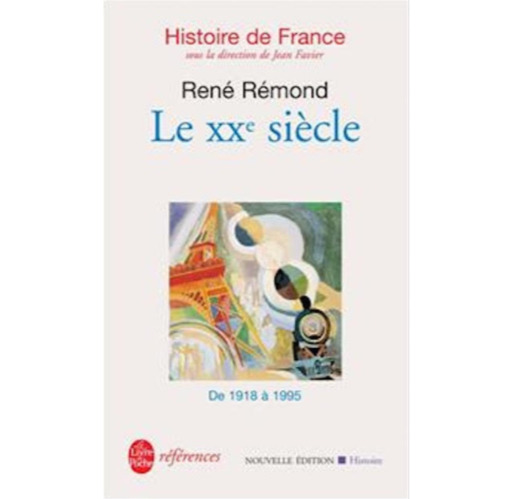 Histoire de France
sous la direction de Jean Favier
René Rémond
Le XXe siècle
De 1918 à 1995
Le Livre de Poche
références
NOUVELLE ÉDITION ■ Histoire